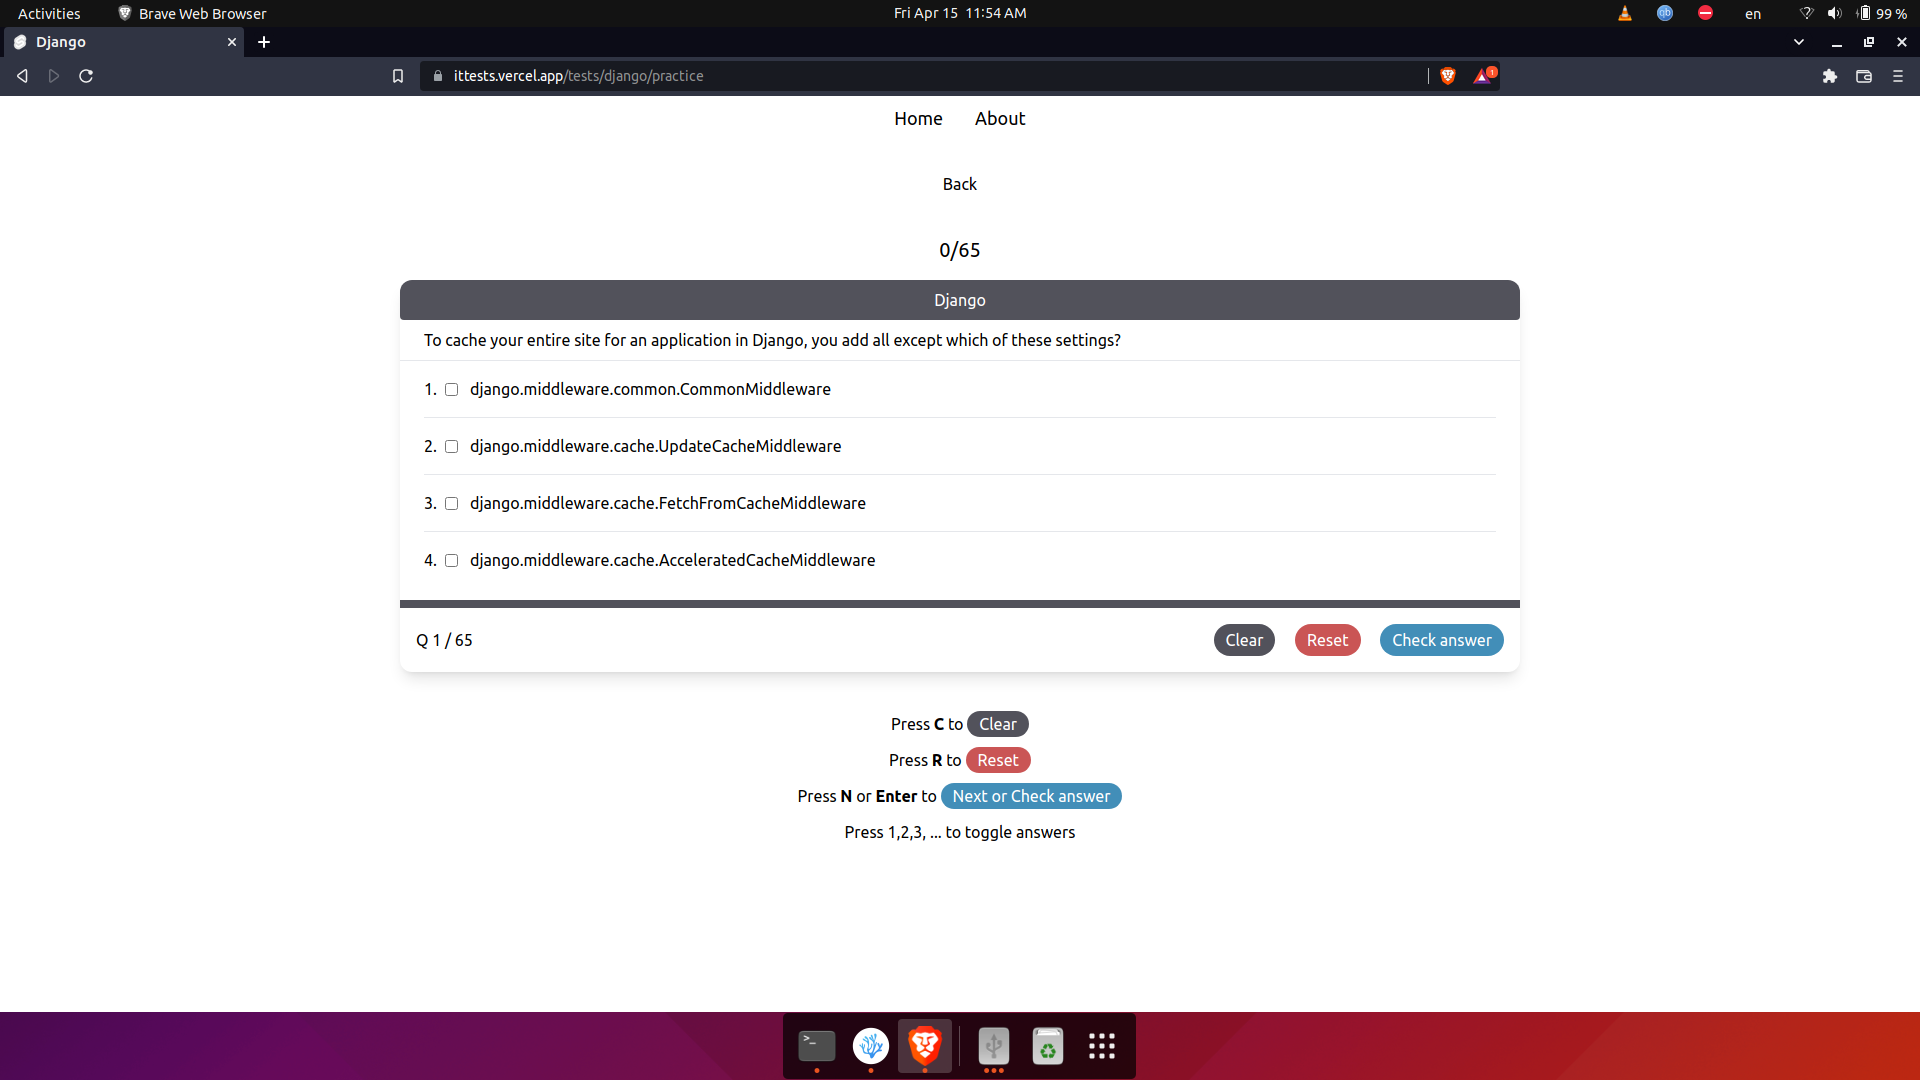 Activities
Brave Web Browser
Fri Apr 15 11:54 AM
en
99 %
Django
ittests.vercel.app/tests/django/practice
1
Home
About
Back
0/65
Django
To cache your entire site for an application in Django, you add all except which of these settings?
1. django.middleware.common.CommonMiddleware
2. django.middleware.cache.UpdateCacheMiddleware
3. django.middleware.cache.FetchFromCacheMiddleware
4. django.middleware.cache.AcceleratedCacheMiddleware
Q 1 / 65
Clear
Reset
Check answer
Press C to Clear
Press R to Reset
Press N or Enter to Next or Check answer
Press 1,2,3, ... to toggle answers